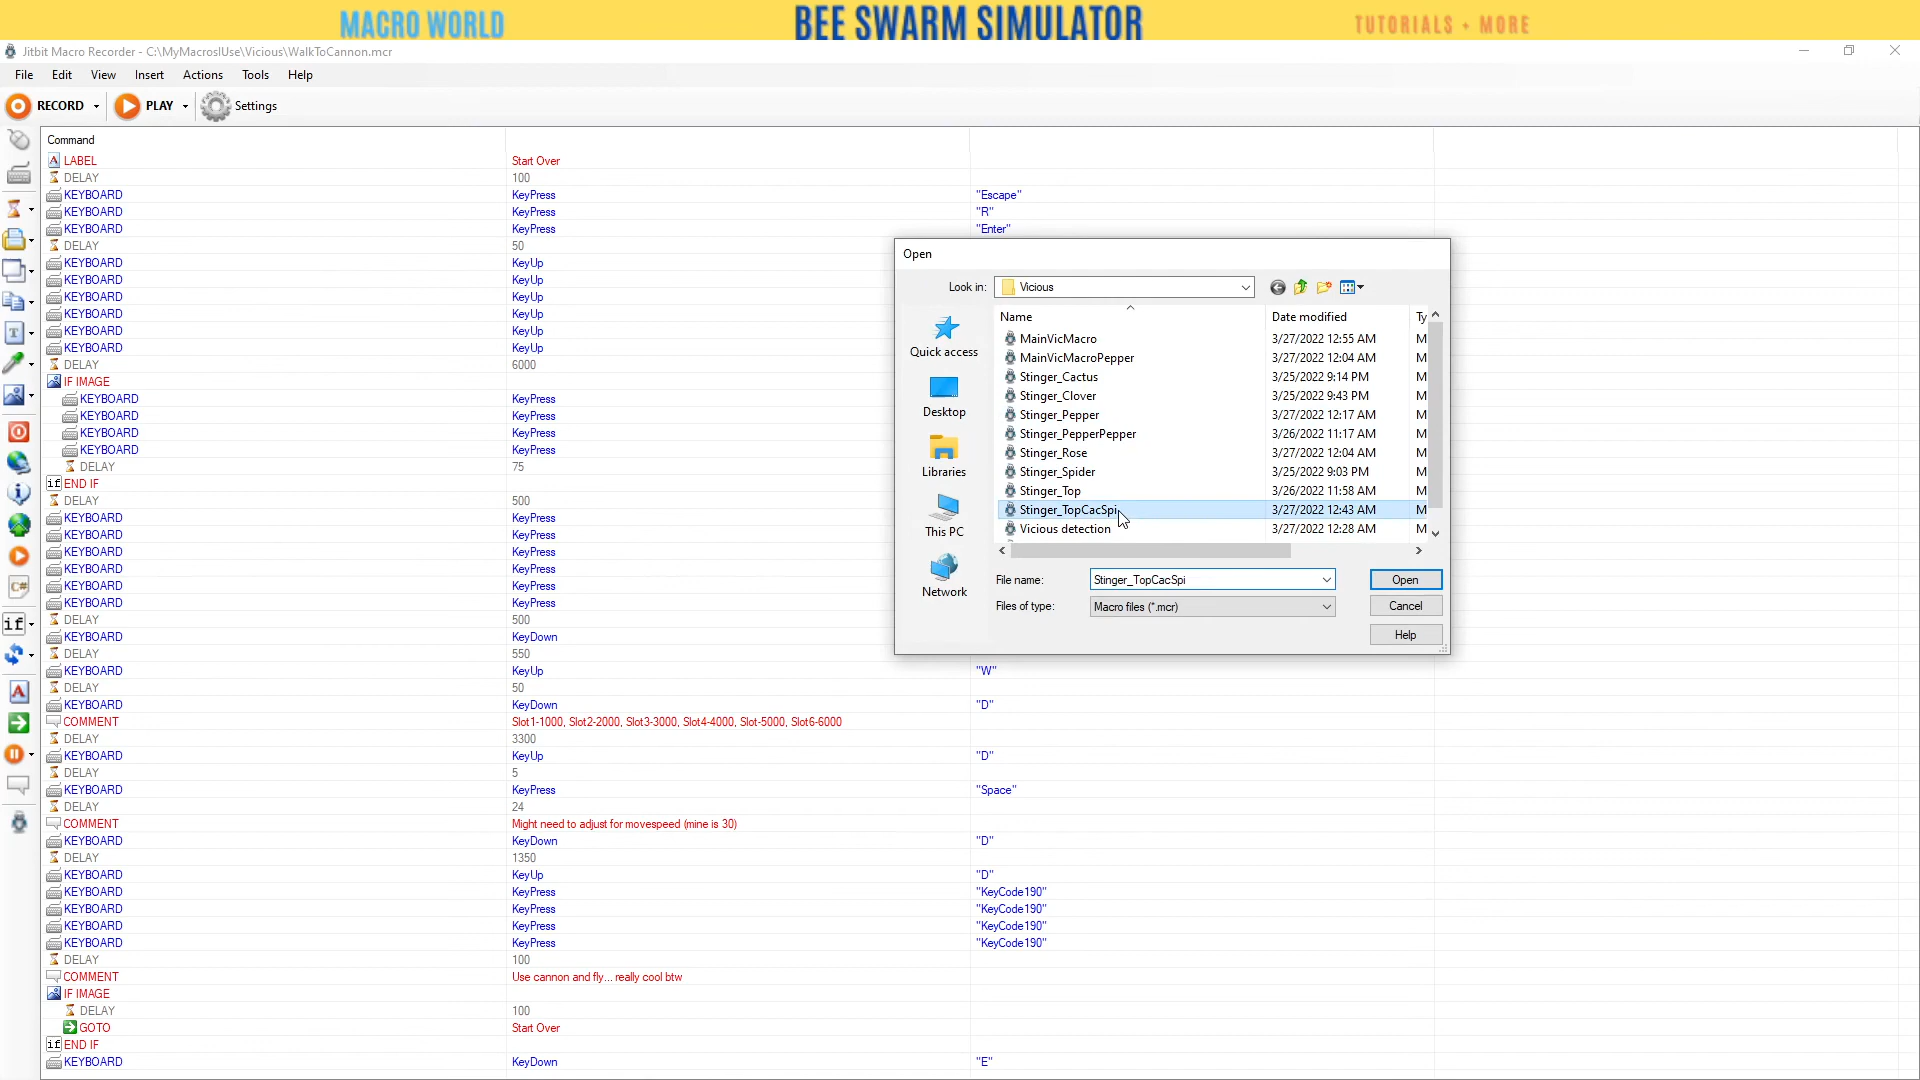 MACRO WORLD BEE SWARM SIMULATOR TUTORIALS + MORE
Jitbit Macro Recorder - C:\MyMacrosIUse\Vicious\WalkToCannon.mcr
File Edit View Insert Actions Tools Help
RECORD PLAY Settings
Command
LABEL Start Over
DELAY 100
KEYBOARD KeyPress "Escape"
KEYBOARD KeyPress "R"
KEYBOARD KeyPress "Enter"
DELAY 50
KEYBOARD KeyUp
KEYBOARD KeyUp
KEYBOARD KeyUp
KEYBOARD KeyUp
KEYBOARD KeyUp
KEYBOARD KeyUp
DELAY 6000
IF IMAGE
KEYBOARD KeyPress
KEYBOARD KeyPress
KEYBOARD KeyPress
KEYBOARD KeyPress
DELAY 75
END IF
DELAY 500
KEYBOARD KeyPress
KEYBOARD KeyPress
KEYBOARD KeyPress
KEYBOARD KeyPress
KEYBOARD KeyPress
KEYBOARD KeyPress
DELAY 500
KEYBOARD KeyDown
DELAY 550
KEYBOARD KeyUp "W"
DELAY 50
KEYBOARD KeyDown "D"
COMMENT Slot1-1000, Slot2-2000, Slot3-3000, Slot4-4000, Slot-5000, Slot6-6000
DELAY 3300
KEYBOARD KeyUp "D"
DELAY 5
KEYBOARD KeyPress "Space"
DELAY 24
COMMENT Might need to adjust for movespeed (mine is 30)
KEYBOARD KeyDown "D"
DELAY 1350
KEYBOARD KeyUp "D"
KEYBOARD KeyPress "KeyCode190"
KEYBOARD KeyPress "KeyCode190"
KEYBOARD KeyPress "KeyCode190"
KEYBOARD KeyPress "KeyCode190"
DELAY 100
COMMENT Use cannon and fly... really cool btw
IF IMAGE
DELAY 100
GOTO Start Over
END IF
KEYBOARD KeyDown "E"
Open
Look in: Vicious
Quick access
Desktop
Libraries
This PC
Network
Name Date modified Ty
MainVicMacro 3/27/2022 12:55 AM M
MainVicMacroPepper 3/27/2022 12:04 AM M
Stinger_Cactus 3/25/2022 9:14 PM M
Stinger_Clover 3/25/2022 9:43 PM M
Stinger_Pepper 3/27/2022 12:17 AM M
Stinger_PepperPepper 3/26/2022 11:17 AM M
Stinger_Rose 3/27/2022 12:04 AM M
Stinger_Spider 3/25/2022 9:03 PM M
Stinger_Top 3/26/2022 11:58 AM M
Stinger_TopCacSpi 3/27/2022 12:43 AM M
Vicious detection 3/27/2022 12:28 AM M
File name: Stinger_TopCacSpi Open
Files of type: Macro files (*.mcr) Cancel
Help
if
C#